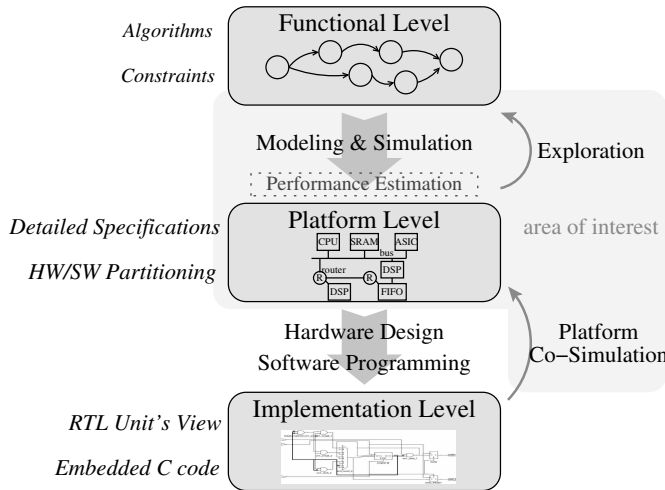 Functional Level
Algorithms
Constraints
Modeling & Simulation
Exploration
Performance Estimation
Platform Level
Detailed Specifications
area of interest
CPU SRAM ASIC
bus
HW/SW Partitioning
router
DSP
R R
DSP FIFO
Hardware Design
Software Programming
Platform
Co−Simulation
Implementation Level
RTL Unit's View
Embedded C code